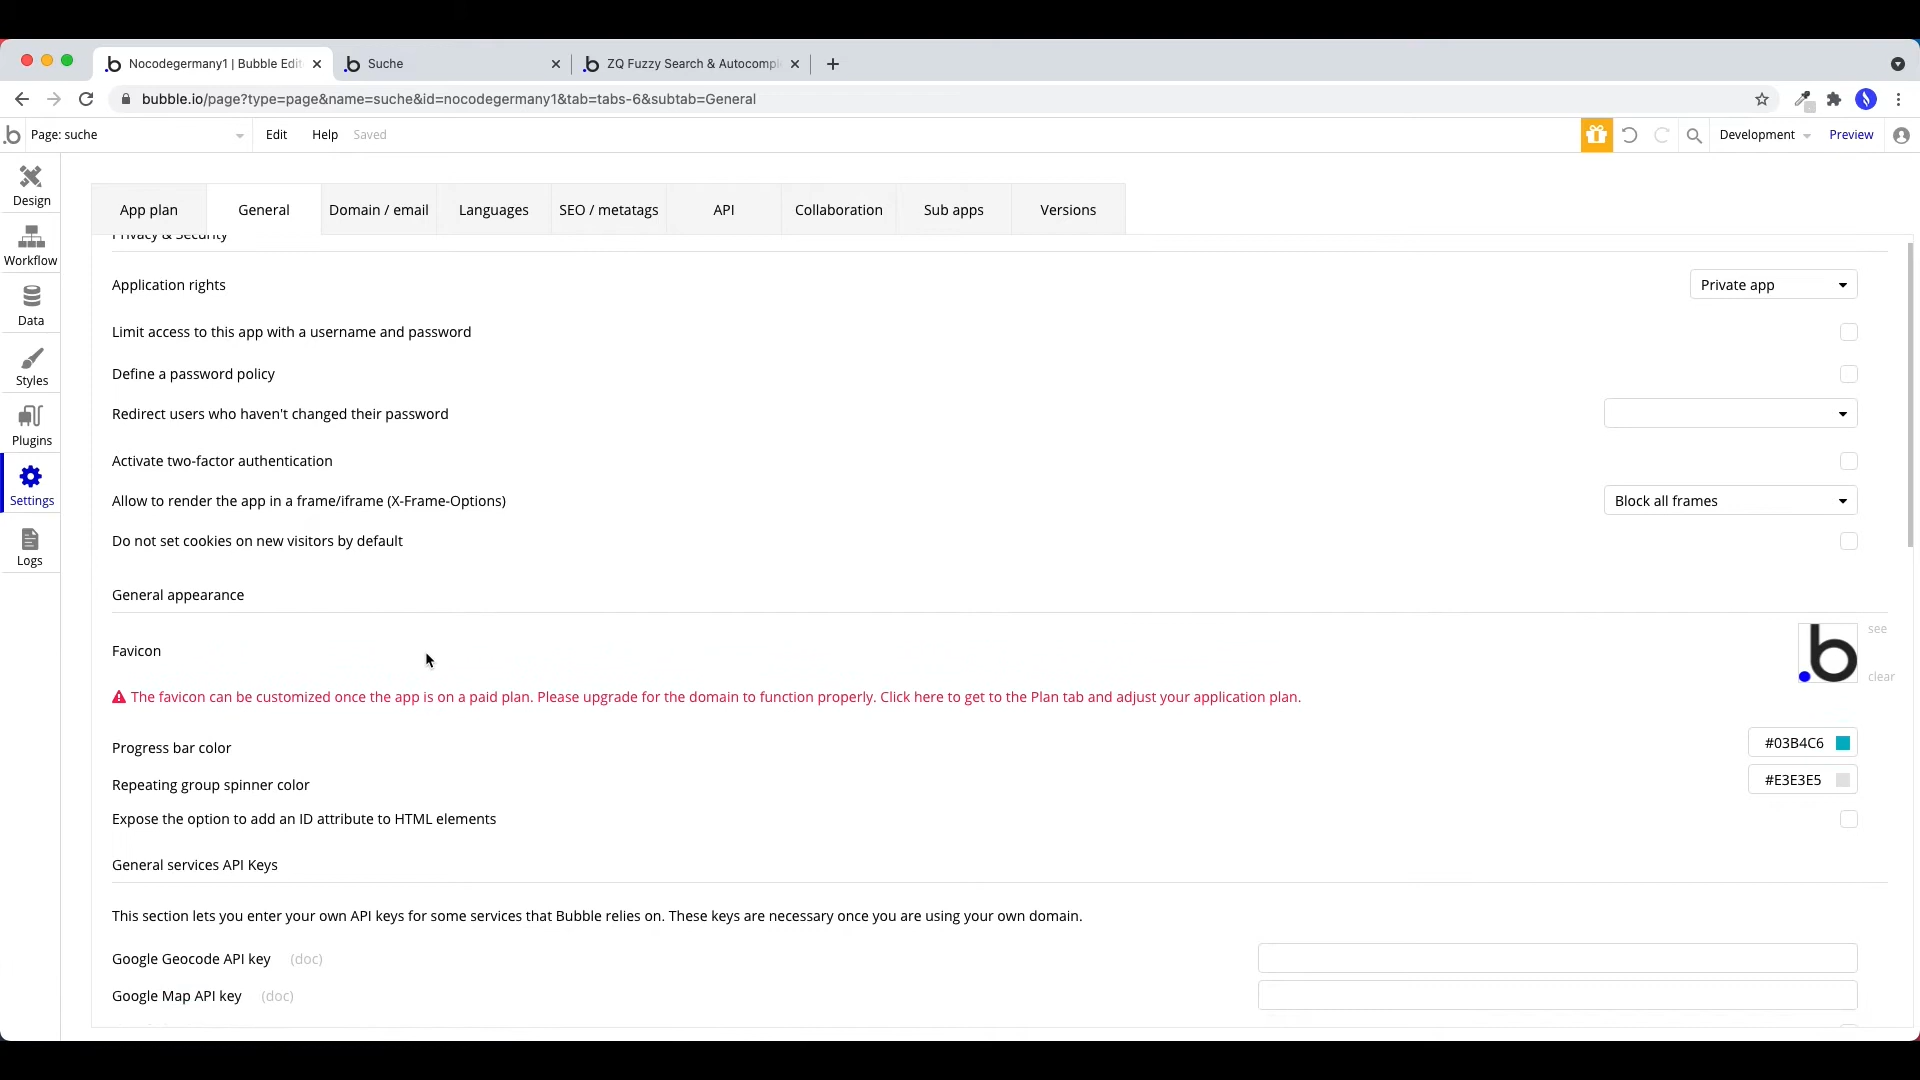 Nocodegermany1 | Bubble Edit
Suche
ZQ Fuzzy Search & Autocompl
bubble.io/page?type=page&name=suche&id=nocodegermany1&tab=tabs-6&subtab=General
Page: suche
Edit
Help
Saved
Development
Preview
Design
Workflow
Data
Styles
Plugins
Settings
Logs
App plan
General
Domain / email
Languages
SEO / metatags
API
Collaboration
Sub apps
Versions
Privacy & Security
Application rights
Private app
Limit access to this app with a username and password
Define a password policy
Redirect users who haven't changed their password
Activate two-factor authentication
Allow to render the app in a frame/iframe (X-Frame-Options)
Block all frames
Do not set cookies on new visitors by default
General appearance
Favicon
see
clear
The favicon can be customized once the app is on a paid plan. Please upgrade for the domain to function properly. Click here to get to the Plan tab and adjust your application plan.
Progress bar color
#03B4C6
Repeating group spinner color
#E3E3E5
Expose the option to add an ID attribute to HTML elements
General services API Keys
This section lets you enter your own API keys for some services that Bubble relies on. These keys are necessary once you are using your own domain.
Google Geocode API key (doc)
Google Map API key (doc)